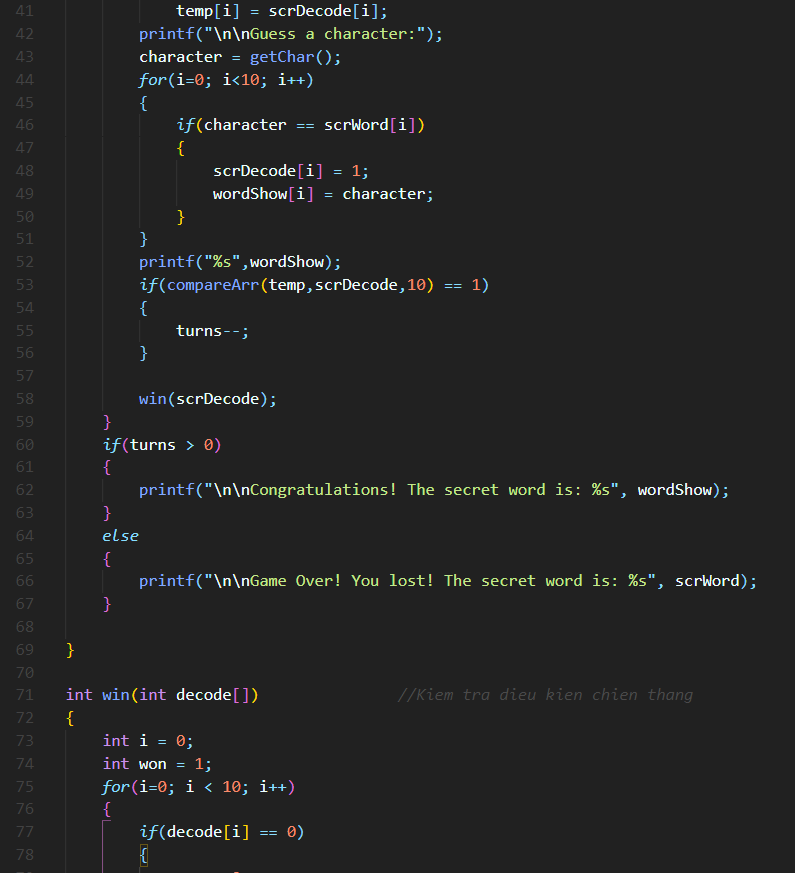 41 temp[i] = scrDecode[i];
42 printf("\n\nGuess a character:");
43 character = getChar();
44 for(i=0; i<10; i++)
45 {
46 if(character == scrWord[i])
47 {
48 scrDecode[i] = 1;
49 wordShow[i] = character;
50 }
51 }
52 printf("%s",wordShow);
53 if(compareArr(temp,scrDecode,10) == 1)
54 {
55 turns--;
56 }
57
58 win(scrDecode);
59 }
60 if(turns > 0)
61 {
62 printf("\n\nCongratulations! The secret word is: %s", wordShow);
63 }
64 else
65 {
66 printf("\n\nGame Over! You lost! The secret word is: %s", scrWord);
67 }
68
69 }
70
71 int win(int decode[]) //Kiem tra dieu kien chien thang
72 {
73 int i = 0;
74 int won = 1;
75 for(i=0; i < 10; i++)
76 {
77 if(decode[i] == 0)
78 {